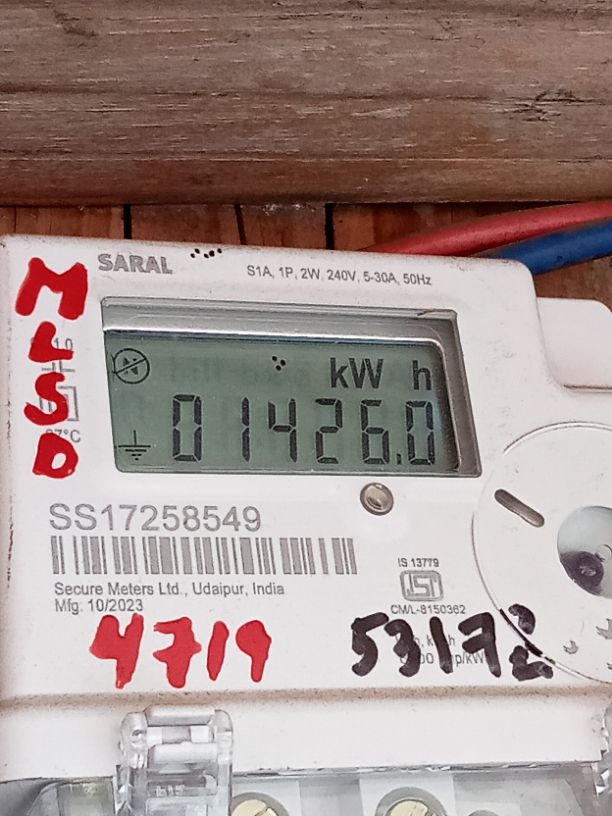 SARAL
S1A, 1P, 2W, 240V, 5-30A, 50Hz
MLSD
kW h
01426.0
SS17258549
Secure Meters Ltd., Udaipur, India
Mfg: 10/2023
IS 13779
ISI
CM/L-8150362
4719
53172